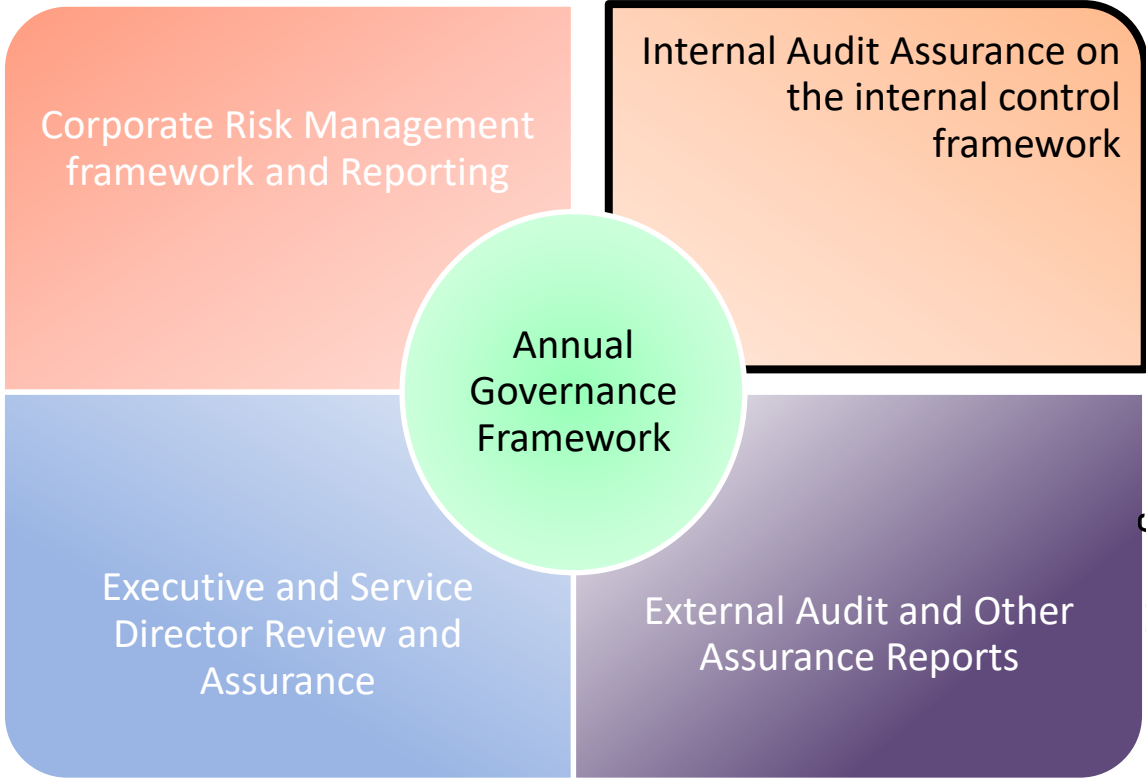 Corporate Risk Management
framework and Reporting
Internal Audit Assurance on
the internal control
framework
Annual
Governance
Framework
Executive and Service
Director Review and
Assurance
External Audit and Other
Assurance Reports